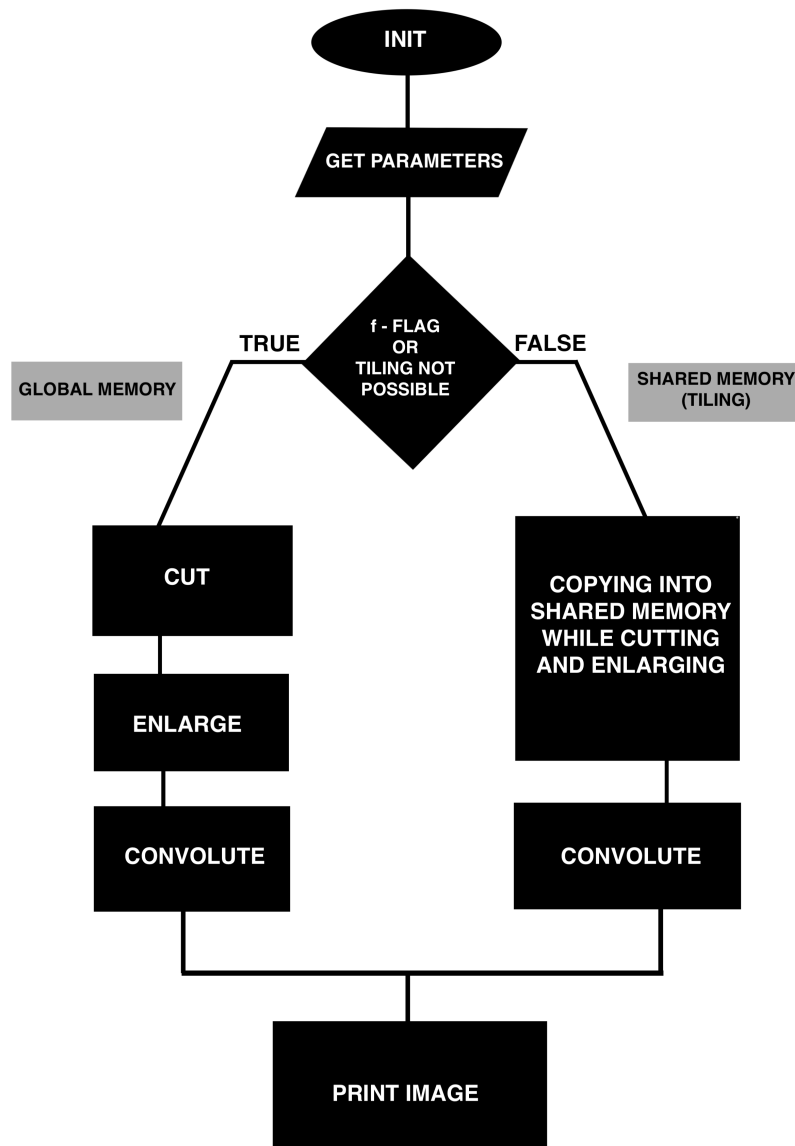 INIT
GET PARAMETERS
f - FLAG
OR
TILING NOT
POSSIBLE
TRUE
FALSE
GLOBAL MEMORY
SHARED MEMORY
(TILING)
CUT
ENLARGE
CONVOLUTE
COPYING INTO
SHARED MEMORY
WHILE CUTTING
AND ENLARGING
CONVOLUTE
PRINT IMAGE